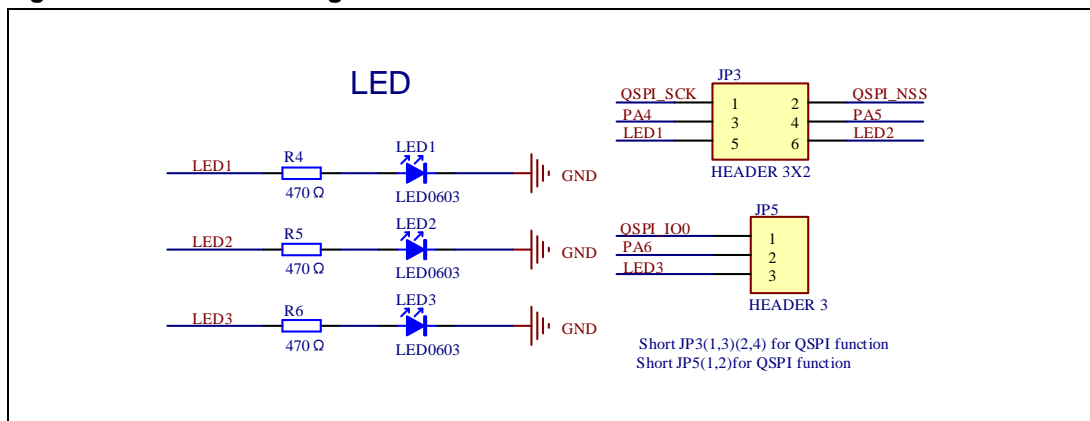 LED
LED1
R4
470 Ω
LED1
LED0603
GND
LED2
R5
470 Ω
LED2
LED0603
GND
LED3
R6
470 Ω
LED3
LED0603
GND
JP3
QSPI_SCK 1 2 QSPI_NSS
PA4 3 4 PA5
LED1 5 6 LED2
HEADER 3X2
JP5
QSPI_IO0 1
PA6 2
LED3 3
HEADER 3
Short JP3(1,3)(2,4) for QSPI function
Short JP5(1,2)for QSPI function